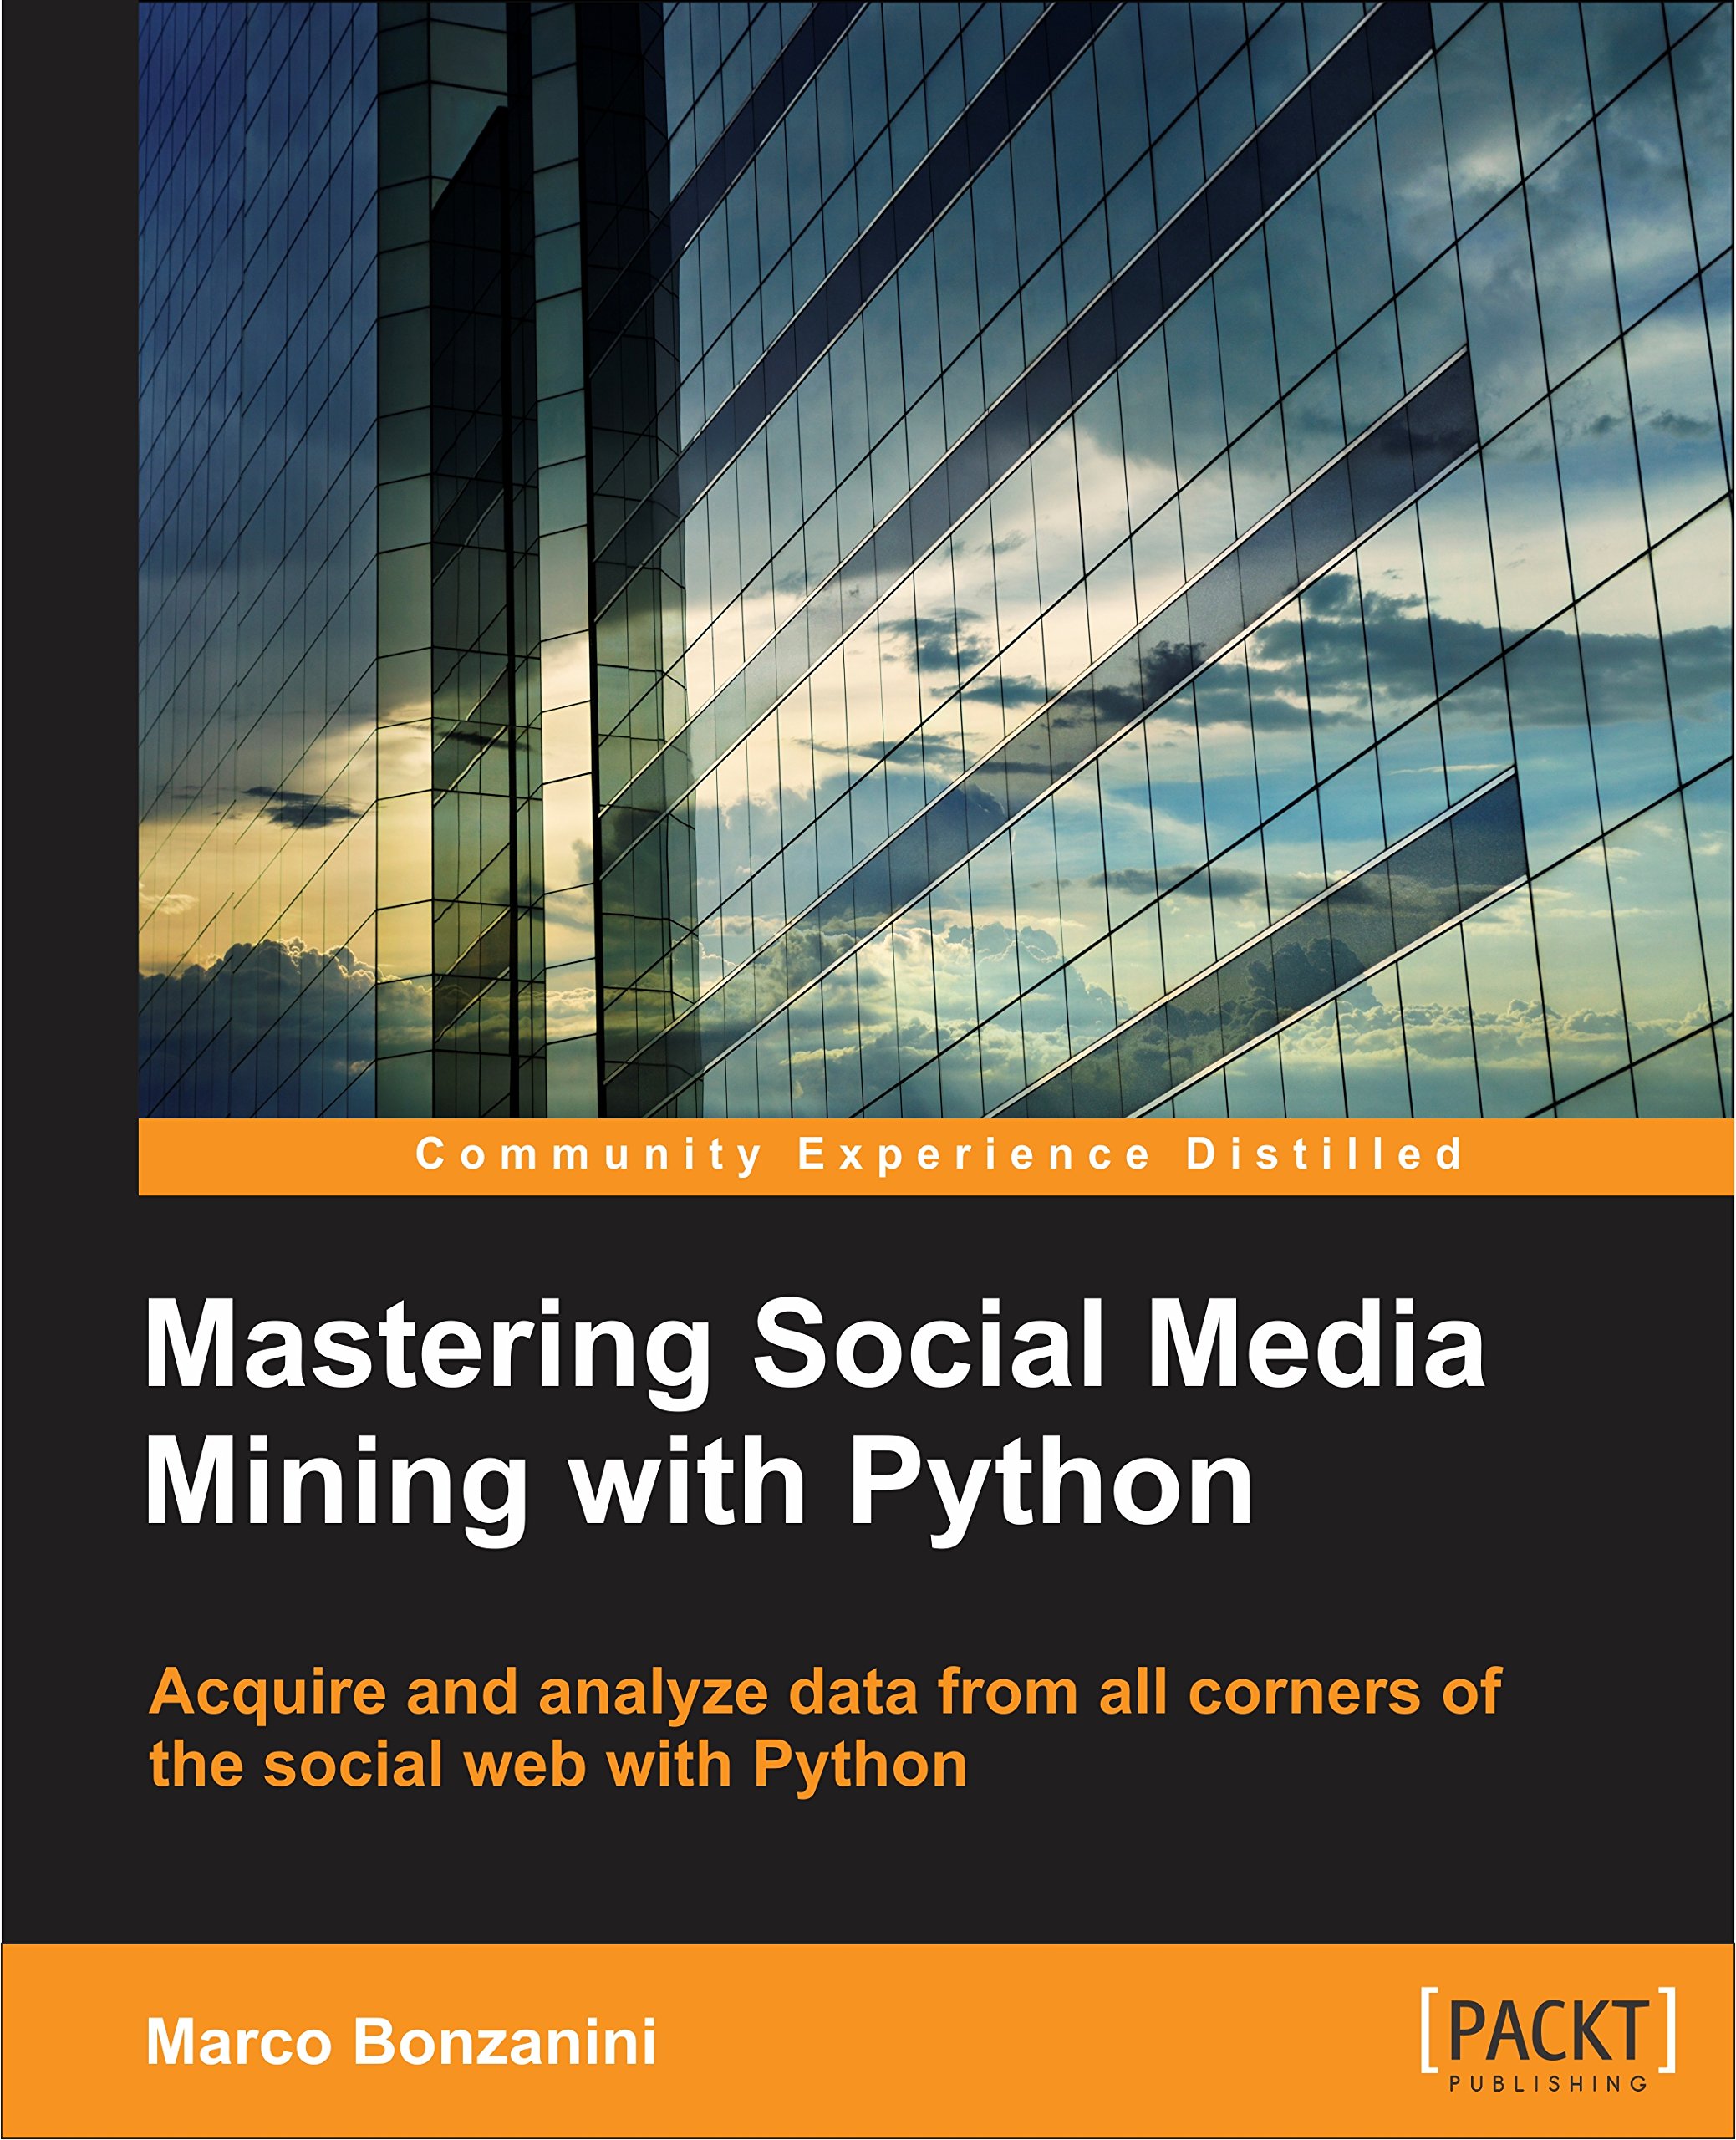 Community Experience Distilled
Mastering Social Media
Mining with Python
Acquire and analyze data from all corners of
the social web with Python
Marco Bonzanini
[PACKT]
PUBLISHING